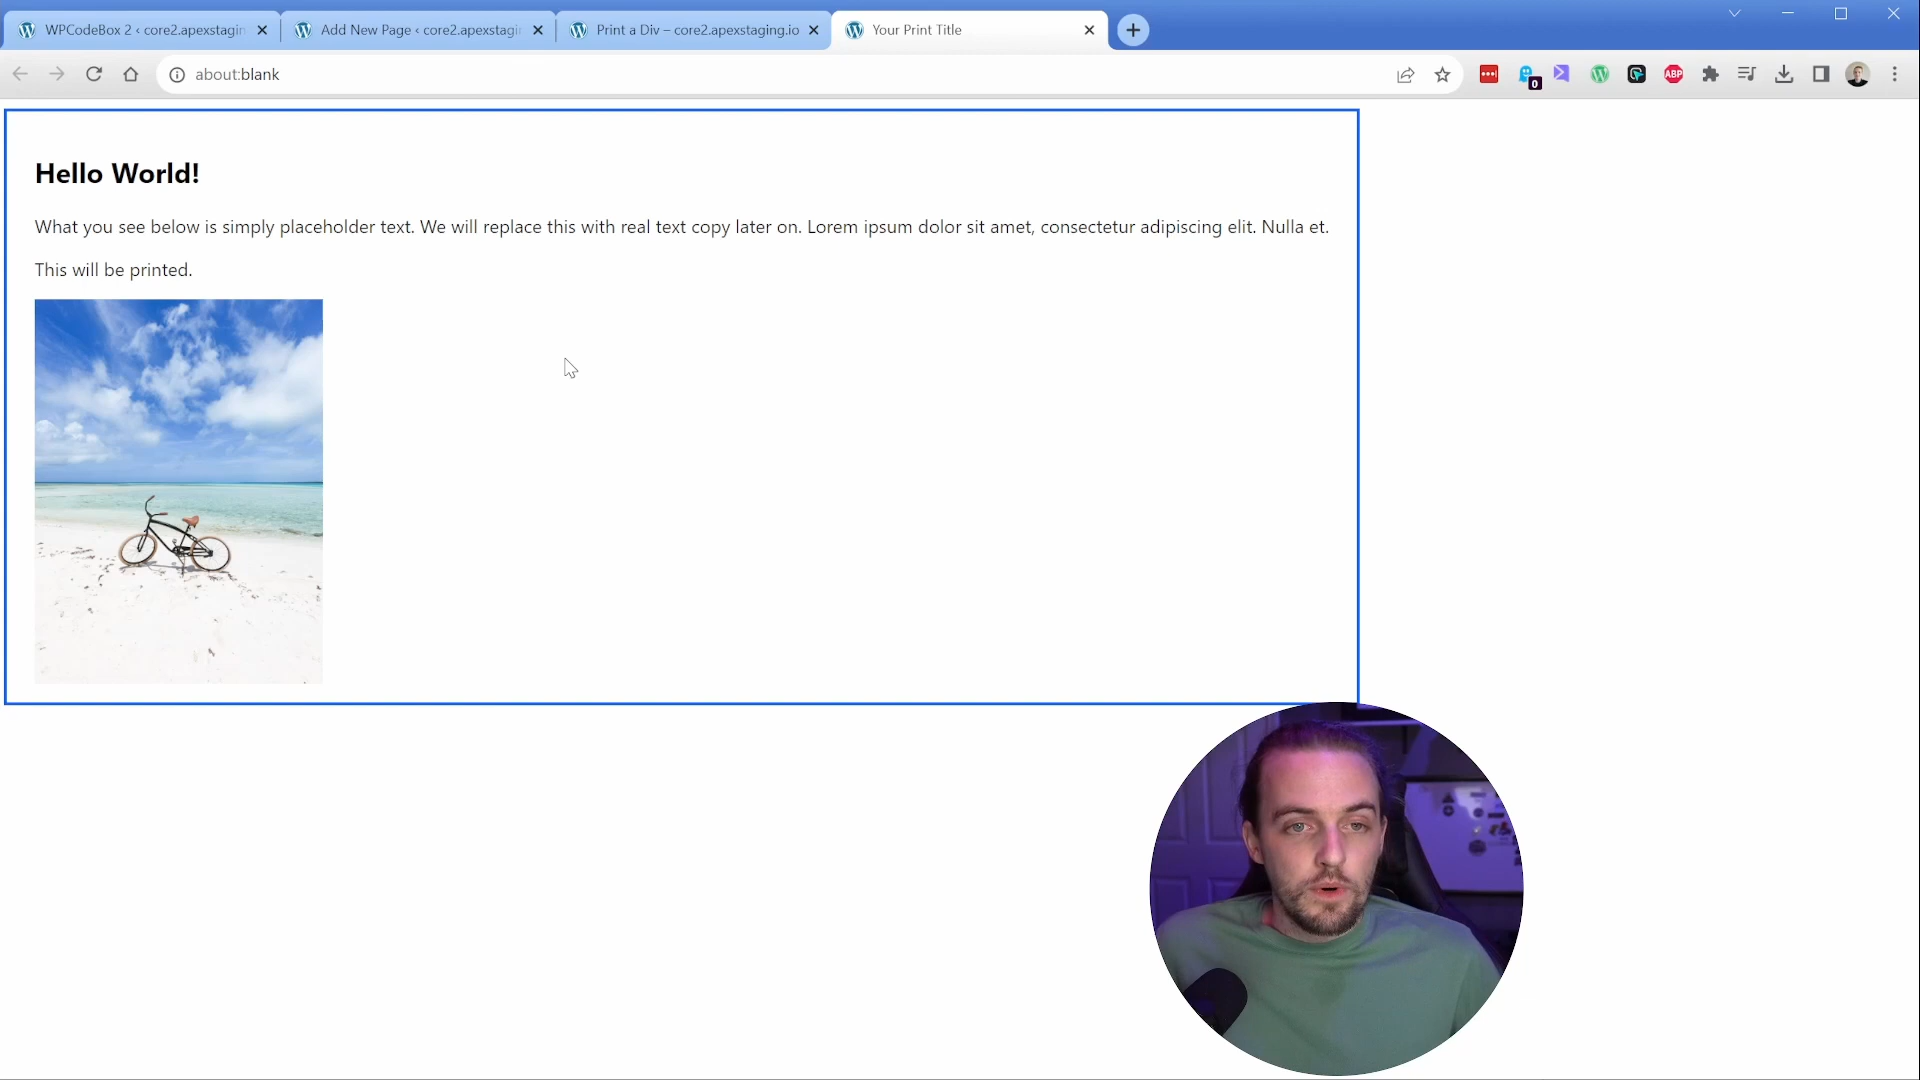 WPCodeBox 2 ‹ core2.apexstagin
Add New Page ‹ core2.apexstagi
Print a Div – core2.apexstaging.io
Your Print Title
about:blank
0
ABP
Hello World!
What you see below is simply placeholder text. We will replace this with real text copy later on. Lorem ipsum dolor sit amet, consectetur adipiscing elit. Nulla et.
This will be printed.